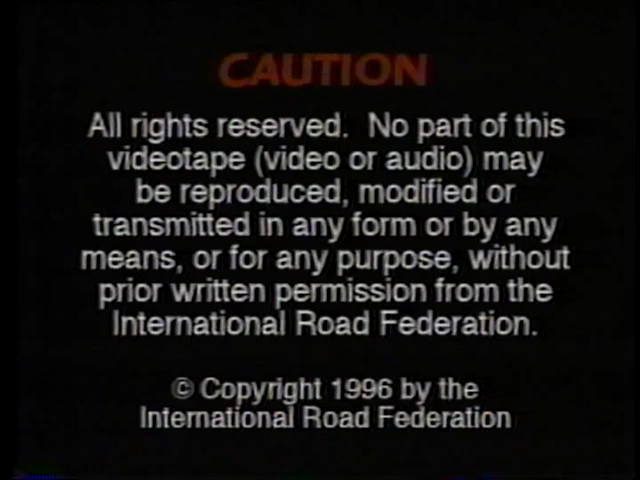 CAUTION
All rights reserved. No part of this
videotape (video or audio) may
be reproduced, modified or
transmitted in any form or by any
means, or for any purpose, without
prior written permission from the
International Road Federation.
© Copyright 1996 by the
International Road Federation